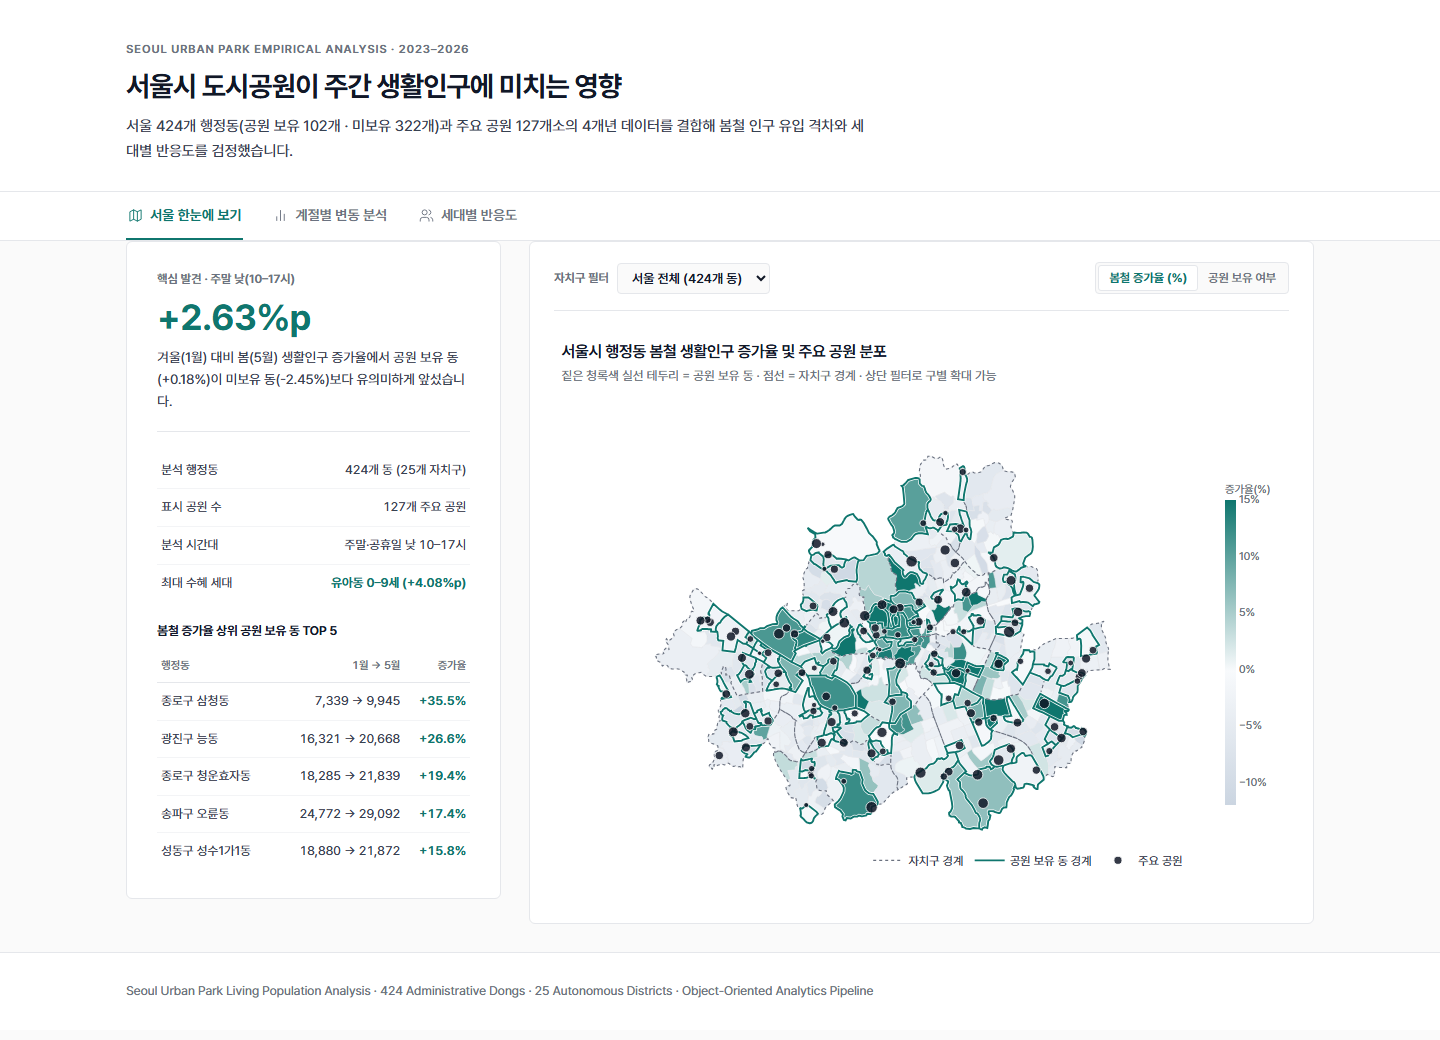 SEOUL URBAN PARK EMPIRICAL ANALYSIS · 2023–2026
서울시 도시공원이 주간 생활인구에 미치는 영향
서울 424개 행정동(공원 보유 102개 · 미보유 322개)과 주요 공원 127개소의 4개년 데이터를 결합해 봄철 인구 유입 격차와 세
대별 반응도를 검정했습니다.
서울 한눈에 보기
계절별 변동 분석
세대별 반응도
핵심 발견 · 주말 낮(10–17시)
+2.63%p
겨울(1월) 대비 봄(5월) 생활인구 증가율에서 공원 보유 동
(+0.18%)이 미보유 동(-2.45%)보다 유의미하게 앞섰습니
다.
분석 행정동 424개 동 (25개 자치구)
표시 공원 수 127개 주요 공원
분석 시간대 주말·공휴일 낮 10–17시
최대 수혜 세대 유아동 0–9세 (+4.08%p)
봄철 증가율 상위 공원 보유 동 TOP 5
행정동 1월 → 5월 증가율
종로구 삼청동 7,339 → 9,945 +35.5%
광진구 능동 16,321 → 20,668 +26.6%
종로구 청운효자동 18,285 → 21,839 +19.4%
송파구 오륜동 24,772 → 29,092 +17.4%
성동구 성수1가1동 18,880 → 21,872 +15.8%
자치구 필터
서울 전체 (424개 동)
봄철 증가율 (%)
공원 보유 여부
서울시 행정동 봄철 생활인구 증가율 및 주요 공원 분포
짙은 청록색 실선 테두리 = 공원 보유 동 · 점선 = 자치구 경계 · 상단 필터로 구별 확대 가능
증가율(%)
15%
10%
5%
0%
−5%
−10%
자치구 경계
공원 보유 동 경계
주요 공원
Seoul Urban Park Living Population Analysis · 424 Administrative Dongs · 25 Autonomous Districts · Object-Oriented Analytics Pipeline